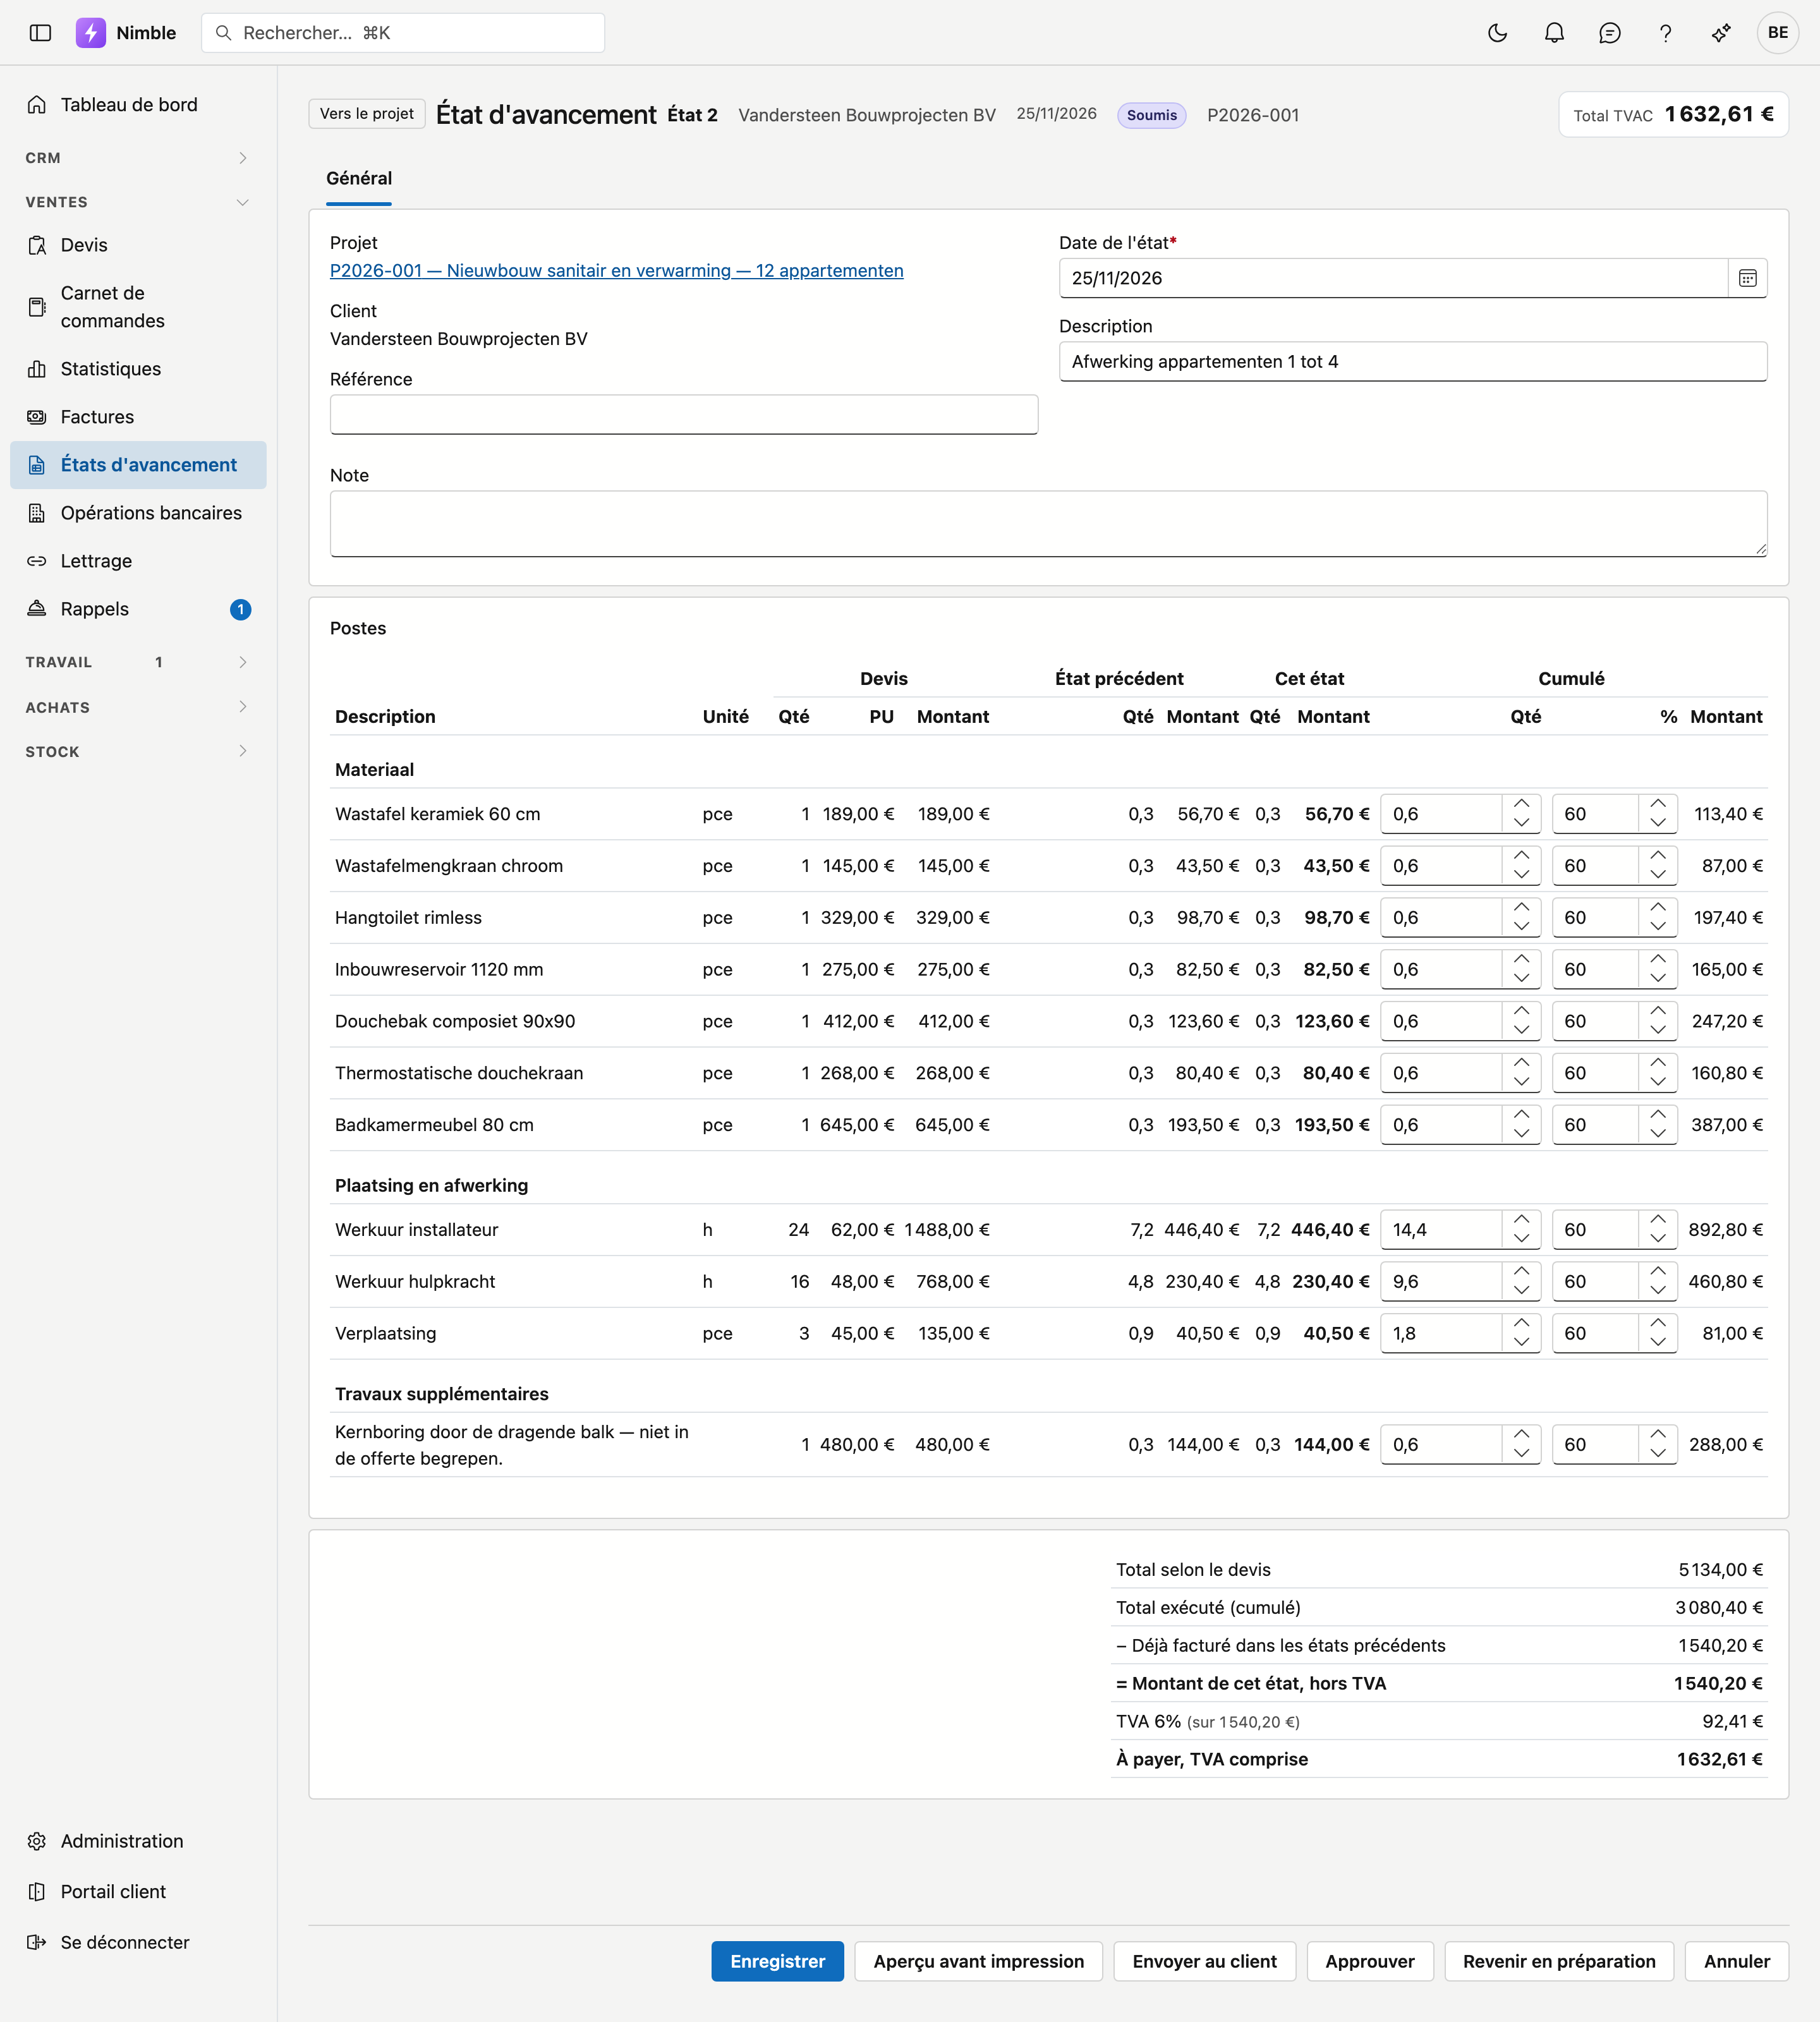 Nimble
Rechercher... ⌘K
BE
Tableau de bord
CRM
VENTES
Devis
Carnet de
commandes
Statistiques
Factures
États d'avancement
Opérations bancaires
Lettrage
Rappels 1
TRAVAIL 1
ACHATS
STOCK
Administration
Portail client
Se déconnecter
Vers le projet État d'avancement État 2 Vandersteen Bouwprojecten BV 25/11/2026 Soumis P2026-001 Total TVAC 1 632,61 €
Général
Projet
P2026-001 — Nieuwbouw sanitair en verwarming — 12 appartementen
Client
Vandersteen Bouwprojecten BV
Référence
Date de l'état*
25/11/2026
Description
Afwerking appartementen 1 tot 4
Note
Postes
Devis État précédent Cet état Cumulé
Description Unité Qté PU Montant Qté Montant Qté Montant Qté % Montant
Materiaal
Wastafel keramiek 60 cm pce 1 189,00 € 189,00 € 0,3 56,70 € 0,3 56,70 € 0,6 60 113,40 €
Wastafelmengkraan chroom pce 1 145,00 € 145,00 € 0,3 43,50 € 0,3 43,50 € 0,6 60 87,00 €
Hangtoilet rimless pce 1 329,00 € 329,00 € 0,3 98,70 € 0,3 98,70 € 0,6 60 197,40 €
Inbouwreservoir 1120 mm pce 1 275,00 € 275,00 € 0,3 82,50 € 0,3 82,50 € 0,6 60 165,00 €
Douchebak composiet 90x90 pce 1 412,00 € 412,00 € 0,3 123,60 € 0,3 123,60 € 0,6 60 247,20 €
Thermostatische douchekraan pce 1 268,00 € 268,00 € 0,3 80,40 € 0,3 80,40 € 0,6 60 160,80 €
Badkamermeubel 80 cm pce 1 645,00 € 645,00 € 0,3 193,50 € 0,3 193,50 € 0,6 60 387,00 €
Plaatsing en afwerking
Werkuur installateur h 24 62,00 € 1 488,00 € 7,2 446,40 € 7,2 446,40 € 14,4 60 892,80 €
Werkuur hulpkracht h 16 48,00 € 768,00 € 4,8 230,40 € 4,8 230,40 € 9,6 60 460,80 €
Verplaatsing pce 3 45,00 € 135,00 € 0,9 40,50 € 0,9 40,50 € 1,8 60 81,00 €
Travaux supplémentaires
Kernboring door de dragende balk — niet in
de offerte begrepen. 1 480,00 € 480,00 € 0,3 144,00 € 0,3 144,00 € 0,6 60 288,00 €
Total selon le devis 5 134,00 €
Total exécuté (cumulé) 3 080,40 €
– Déjà facturé dans les états précédents 1 540,20 €
= Montant de cet état, hors TVA 1 540,20 €
TVA 6% (sur 1 540,20 €) 92,41 €
À payer, TVA comprise 1 632,61 €
Enregistrer Aperçu avant impression Envoyer au client Approuver Revenir en préparation Annuler